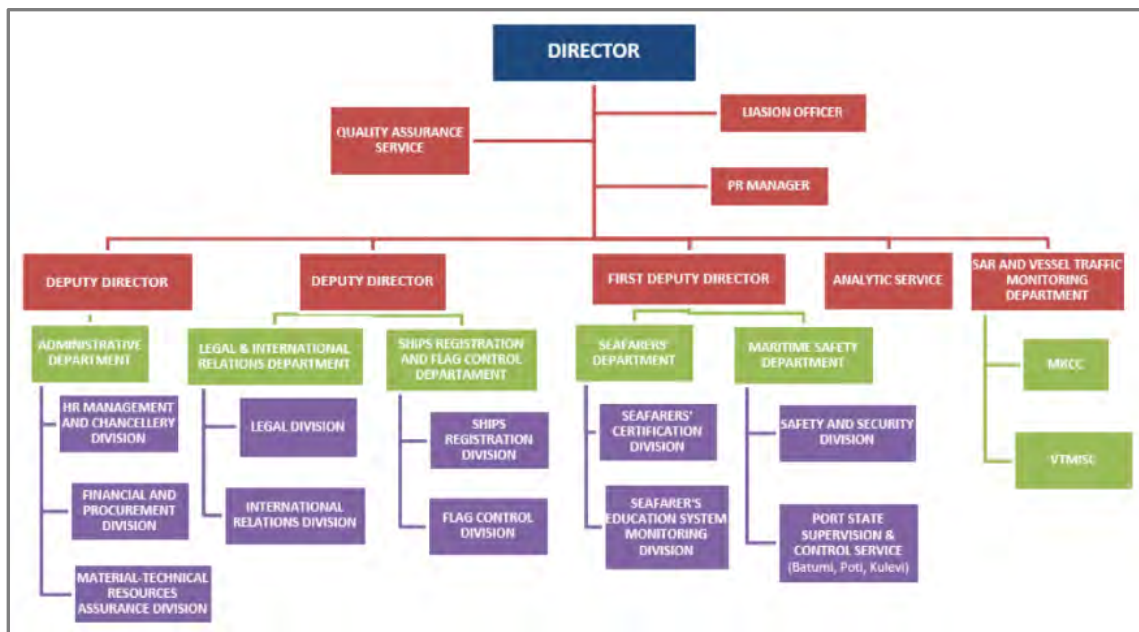 DIRECTOR
LIASION OFFICER
QUALITY ASSURANCE
SERVICE
PR MANAGER
DEPUTY DIRECTOR
DEPUTY DIRECTOR
FIRST DEPUTY DIRECTOR
ANALYTIC SERVICE
SAR AND VESSEL TRAFFIC
MONITORING
DEPARTMENT
ADMINISTRATIVE
DEPARTMENT
LEGAL & INTERNATIONAL
RELATIONS DEPARTMENT
SHIPS REGISTRATION
AND FLAG CONTROL
DEPARTAMENT
SEAFARERS'
DEPARTMENT
MARITIME SAFETY
DEPARTMENT
MRCC
VTMISC
HR MANAGEMENT
AND CHANCELLERY
DIVISION
FINANCIAL AND
PROCUREMENT
DIVISION
MATERIAL-TECHNICAL
RESOURCES
ASSURANCE DIVISION
LEGAL DIVISION
INTERNATIONAL
RELATIONS DIVISION
SHIPS
REGISTRATION
DIVISION
FLAG CONTROL
DIVISION
SEAFARERS'
CERTIFICATION
DIVISION
SEAFARER'S
EDUCATION SYSTEM
MONITORING
DIVISION
SAFETY AND SECURITY
DIVISION
PORT STATE
SUPERVISION &
CONTROL SERVICE
(Batumi, Poti, Kulevi)